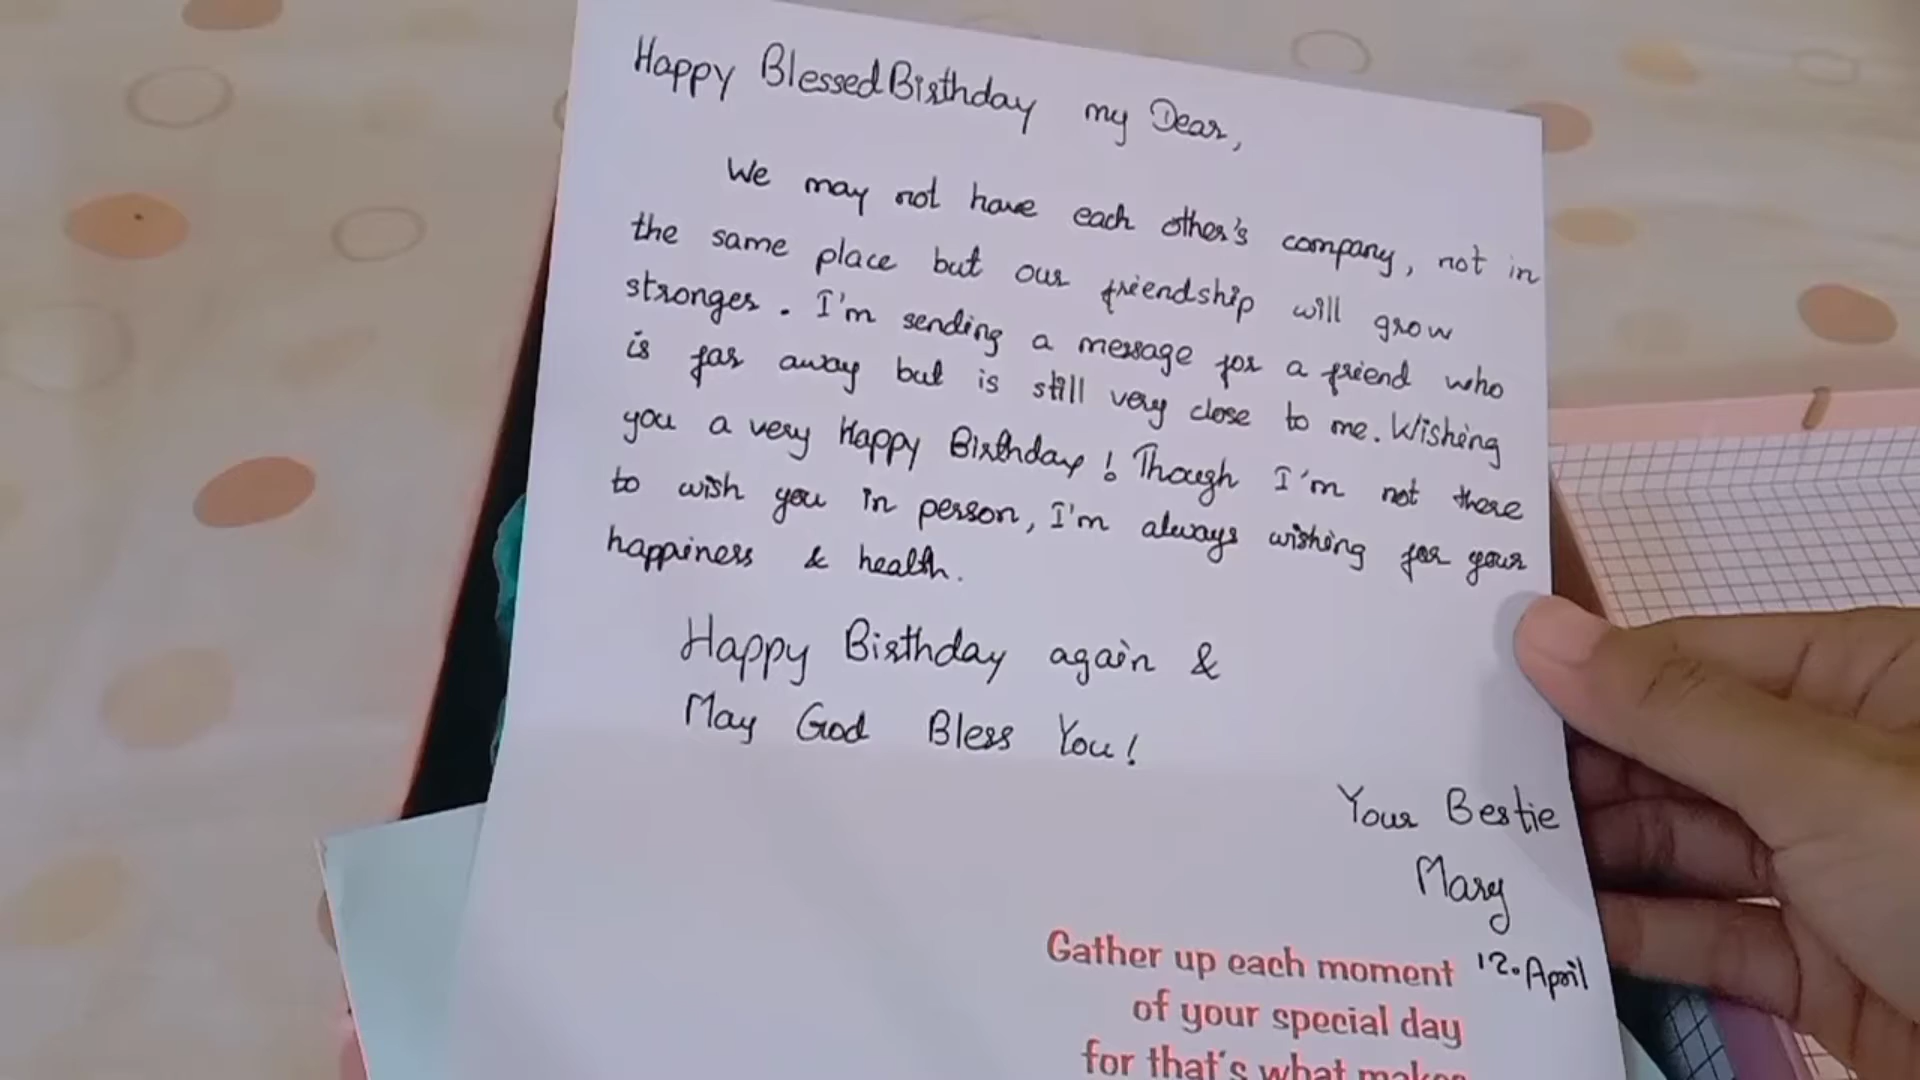 Happy Blessed Birthday my Dear,
We may not have each other's company, not in
the same place but our friendship will grow
stronger. I'm sending a message for a friend who
is far away but is still very close to me. Wishing
you a very Happy Birthday! Though I'm not there
to wish you in person, I'm always wishing for your
happiness & health.
Happy Birthday again &
May God Bless You!
Your Bestie
Mary
12. April
Gather up each moment
of your special day
for that's what makes